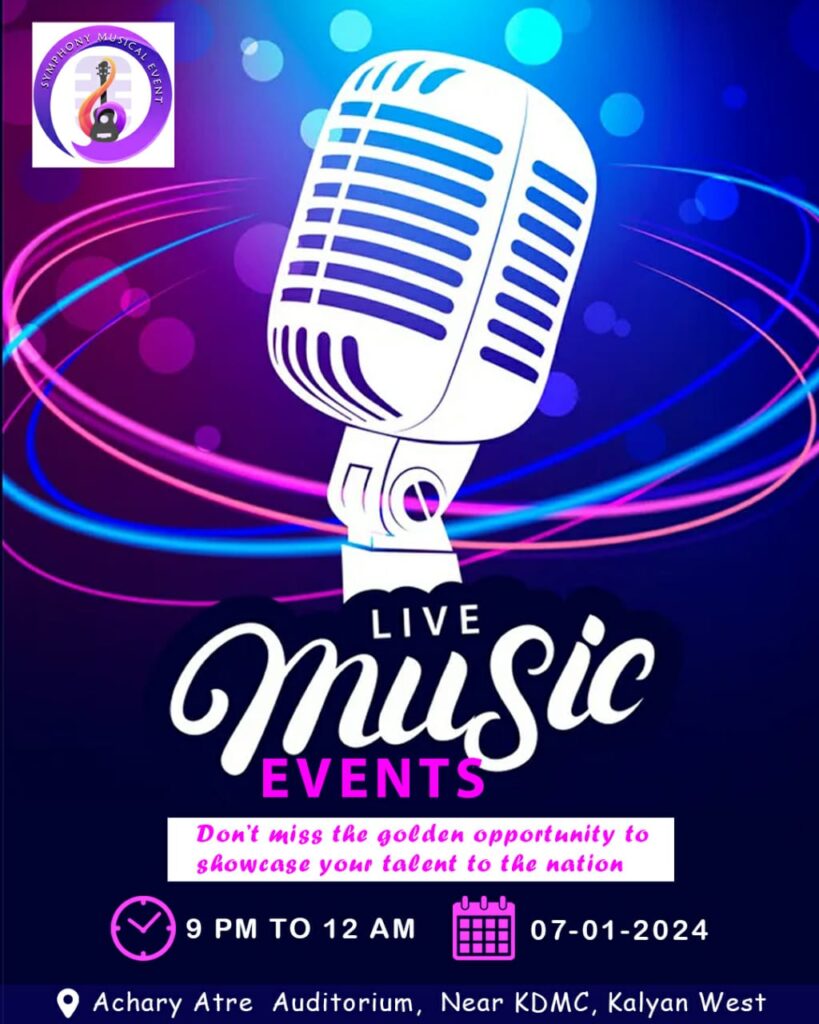 SYMPHONY MUSICAL EVENT
LIVE
music
EVENTS
Don't miss the golden opportunity to
showcase your talent to the nation
9 PM TO 12 AM
07-01-2024
Achary Atre Auditorium, Near KDMC, Kalyan West